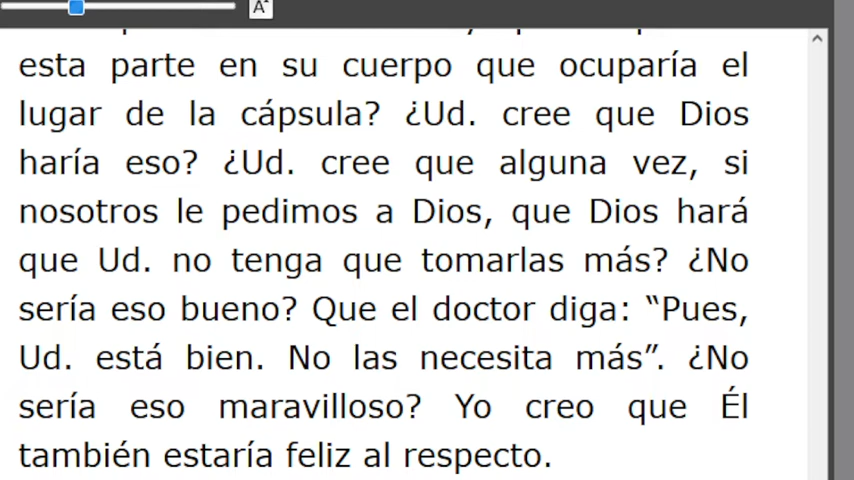 A
esta parte en su cuerpo que ocuparía el
lugar de la cápsula? ¿Ud. cree que Dios
haría eso? ¿Ud. cree que alguna vez, si
nosotros le pedimos a Dios, que Dios hará
que Ud. no tenga que tomarlas más? ¿No
sería eso bueno? Que el doctor diga: “Pues,
Ud. está bien. No las necesita más”. ¿No
sería eso maravilloso? Yo creo que Él
también estaría feliz al respecto.